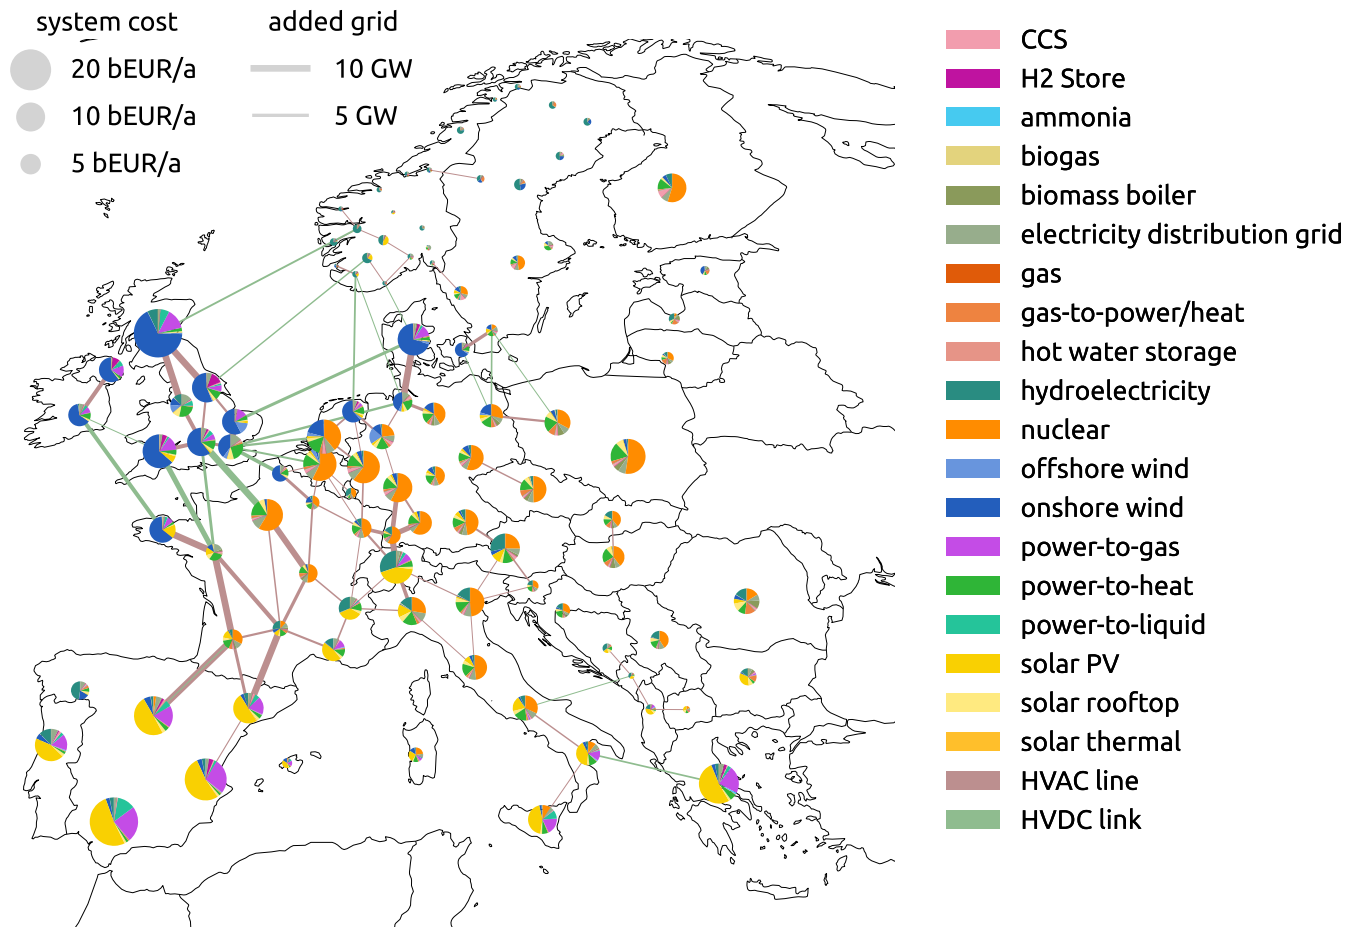 system cost
20 bEUR/a
10 bEUR/a
5 bEUR/a
added grid
10 GW
5 GW
CCS
H2 Store
ammonia
biogas
biomass boiler
electricity distribution grid
gas
gas-to-power/heat
hot water storage
hydroelectricity
nuclear
offshore wind
onshore wind
power-to-gas
power-to-heat
power-to-liquid
solar PV
solar rooftop
solar thermal
HVAC line
HVDC link